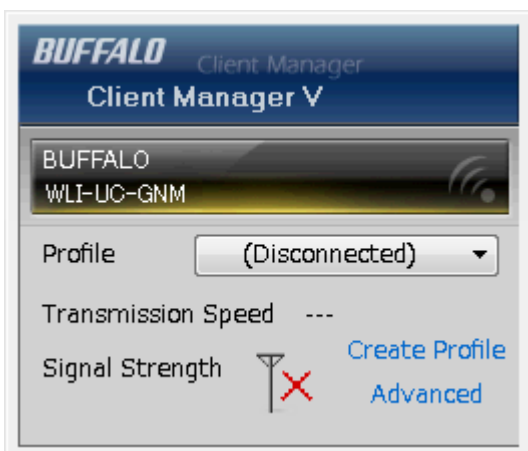 BUFFALO Client Manager
Client Manager V
BUFFALO
WLI-UC-GNM
Profile (Disconnected)
Transmission Speed ---
Signal Strength
Create Profile
Advanced